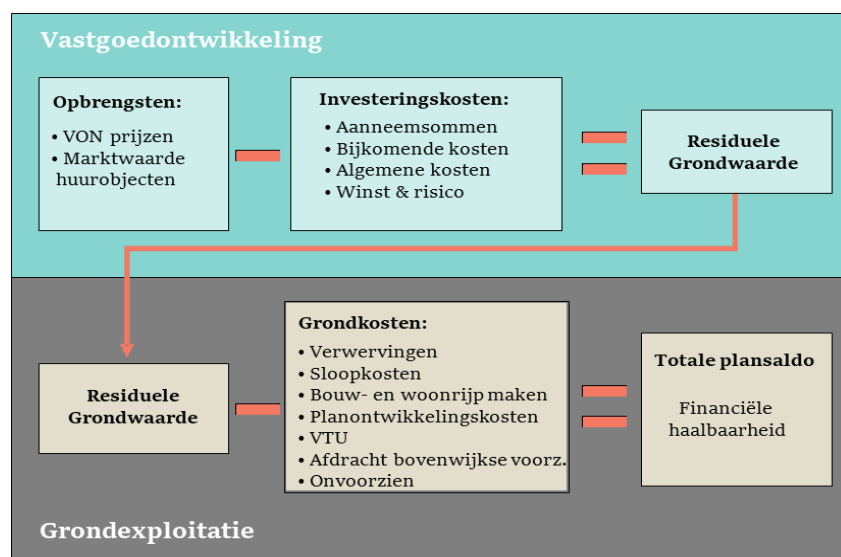 Vastgoedontwikkeling
Opbrengsten:
• VON prijzen
• Marktwaarde
huurobjecten
Investeringskosten:
• Aanneemsommen
• Bijkomende kosten
• Algemene kosten
• Winst & risico
Residuele
Grondwaarde
Residuele
Grondwaarde
Grondkosten:
• Verwervingen
• Sloopkosten
• Bouw- en woonrijp maken
• Planontwikkelingskosten
• VTU
• Afdracht bovenwijkse voorz.
• Onvoorzien
Totale plansaldo
Financiële
haalbaarheid
Grondexploitatie